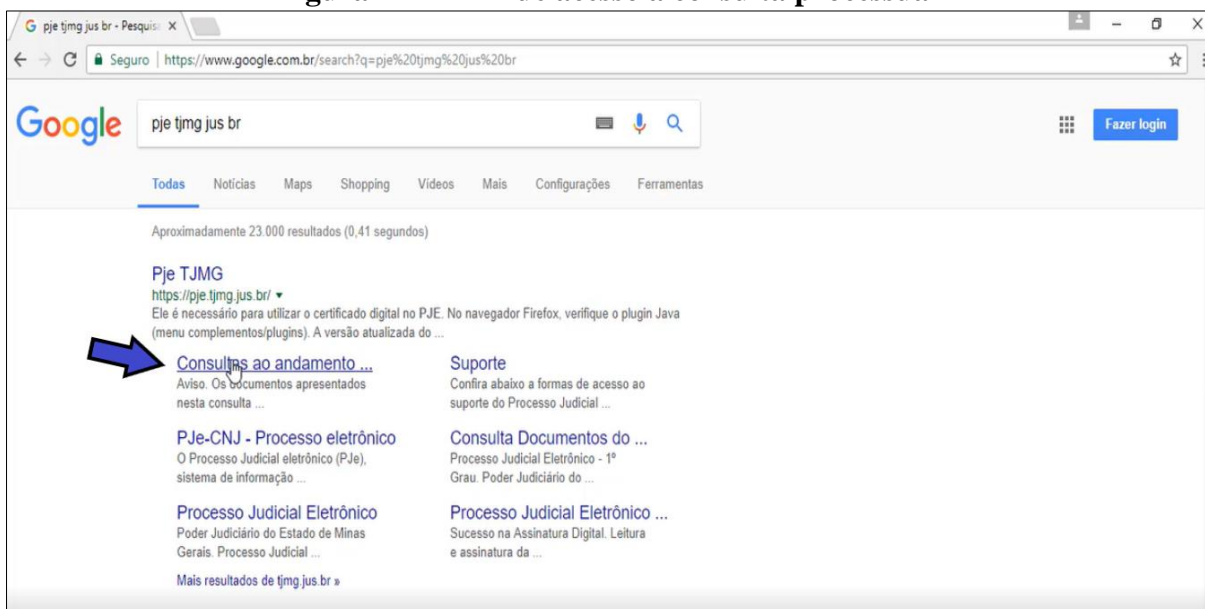 de acesso à consulta processual
pje tjmg jus br - Pesquis
Seguro | https://www.google.com.br/search?q=pje%20tjmg%20jus%20br
Google
pje tjmg jus br
Fazer login
Todas Notícias Maps Shopping Vídeos Mais Configurações Ferramentas
Aproximadamente 23.000 resultados (0,41 segundos)
Pje TJMG
https://pje.tjmg.jus.br/
Ele é necessário para utilizar o certificado digital no PJE. No navegador Firefox, verifique o plugin Java
(menu complementos/plugins). A versão atualizada do ...
Consultas ao andamento ...
Aviso. Os documentos apresentados
nesta consulta ...
Suporte
Confira abaixo a formas de acesso ao
suporte do Processo Judicial ...
PJe-CNJ - Processo eletrônico
O Processo Judicial eletrônico (PJe),
sistema de informação ...
Consulta Documentos do ...
Processo Judicial Eletrônico - 1º
Grau. Poder Judiciário do ...
Processo Judicial Eletrônico
Poder Judiciário do Estado de Minas
Gerais. Processo Judicial ...
Processo Judicial Eletrônico ...
Sucesso na Assinatura Digital. Leitura
e assinatura da ...
Mais resultados de tjmg.jus.br »